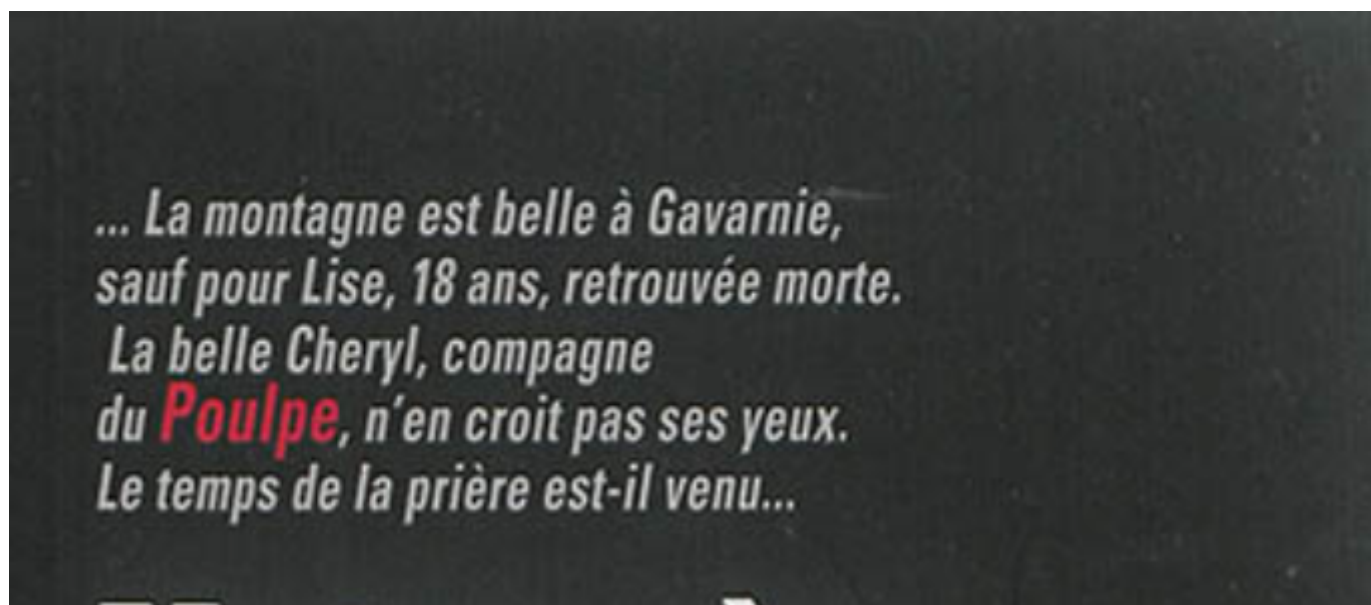 ... La montagne est belle à Gavarnie,
sauf pour Lise, 18 ans, retrouvée morte.
La belle Cheryl, compagne
du Poulpe, n'en croit pas ses yeux.
Le temps de la prière est-il venu...